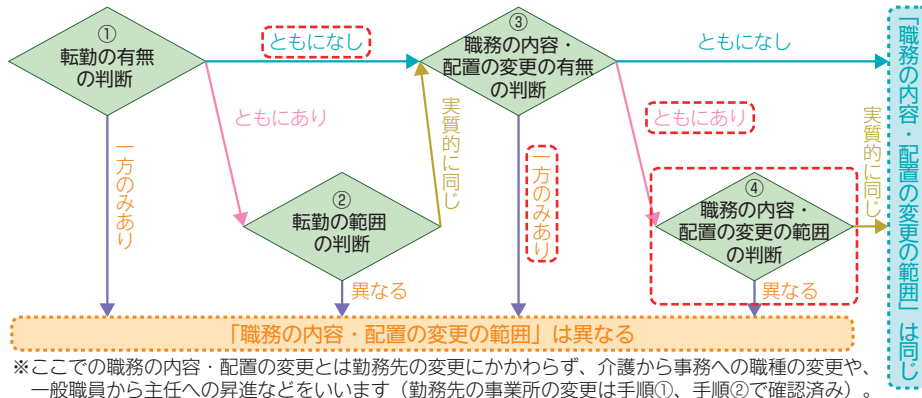 ①
転勤の有無
の判断
ともになし
③
職務の内容・
配置の変更の有無
の判断
ともになし
ともにあり
実質的に同じ
ともにあり
一方のみあり
②
転勤の範囲
の判断
一方のみあり
④
職務の内容・
配置の変更の範囲
の判断
実質的に同じ
異なる
異なる
「職務の内容・配置の変更の範囲」は異なる
「職務の内容・配置の変更の範囲」は同じ
※ここでの職務の内容・配置の変更とは勤務先の変更にかかわらず、介護から事務への職種の変更や、
一般職員から主任への昇進などをいいます（勤務先の事業所の変更は手順①、手順②で確認済み）。